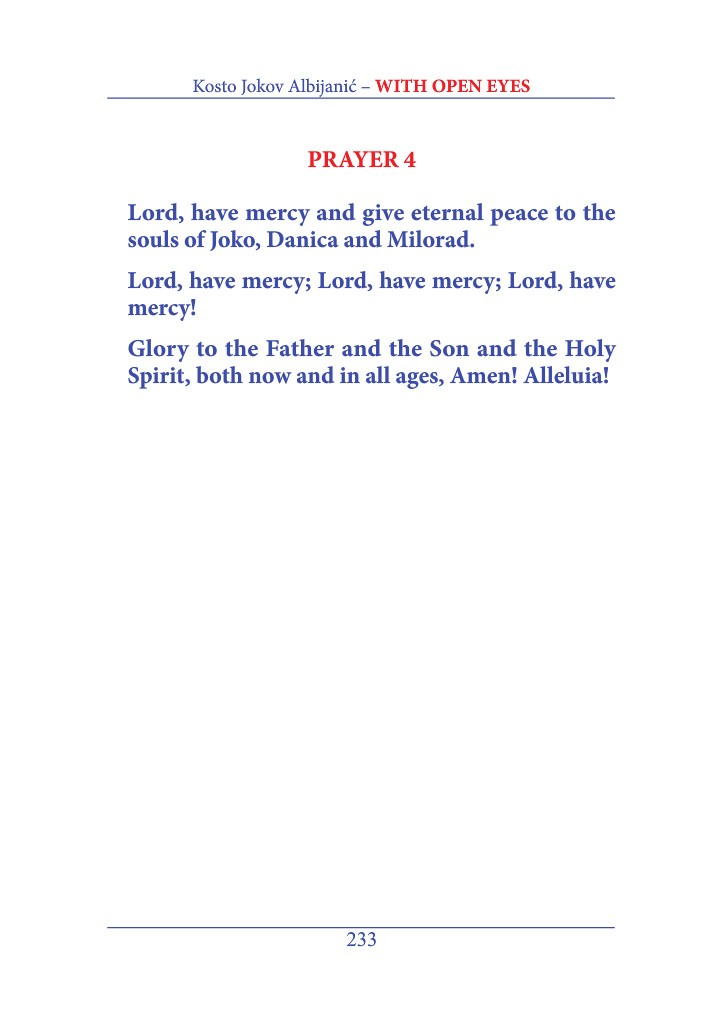 Kosto Jokov Albijanić – WITH OPEN EYES
PRAYER 4
Lord, have mercy and give eternal peace to the
souls of Joko, Danica and Milorad.
Lord, have mercy; Lord, have mercy; Lord, have
mercy!
Glory to the Father and the Son and the Holy
Spirit, both now and in all ages, Amen! Alleluia!
233